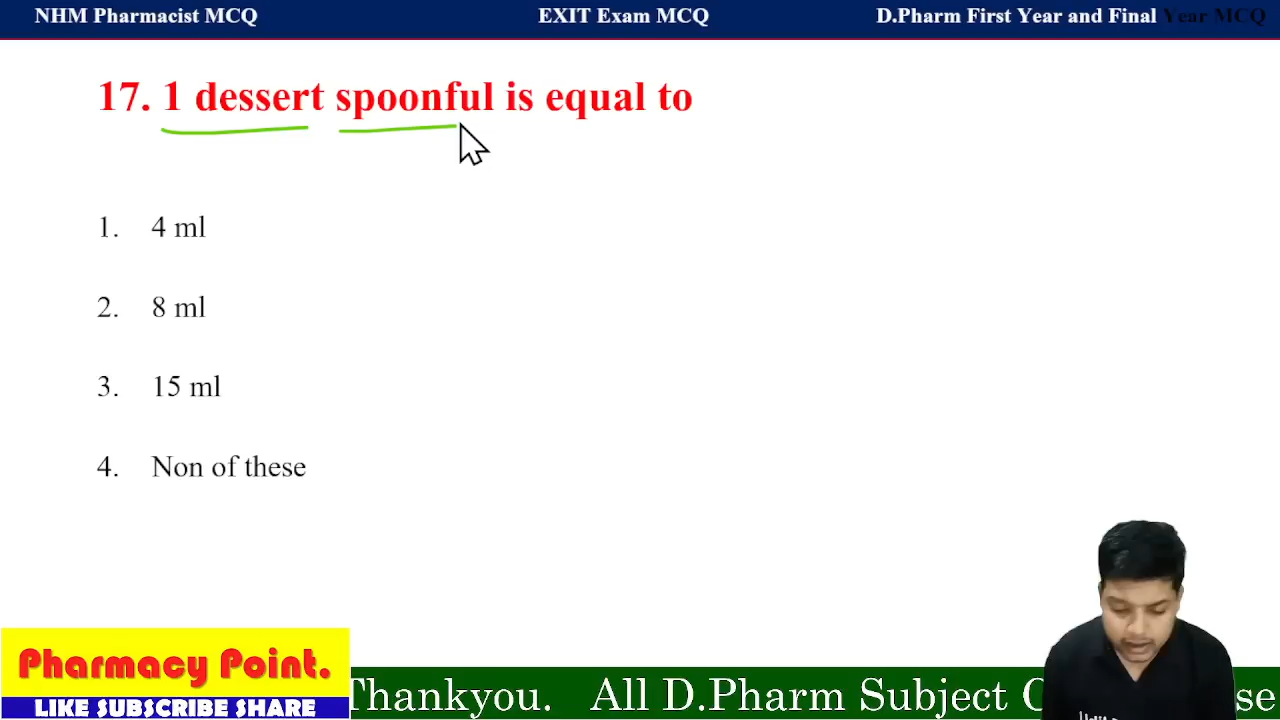 NHM Pharmacist MCQ EXIT Exam MCQ D.Pharm First Year and Final Year MCQ
17. 1 dessert spoonful is equal to
1. 4 ml
2. 8 ml
3. 15 ml
4. Non of these
Pharmacy Point.
LIKE SUBSCRIBE SHARE
Thankyou. All D.Pharm Subject